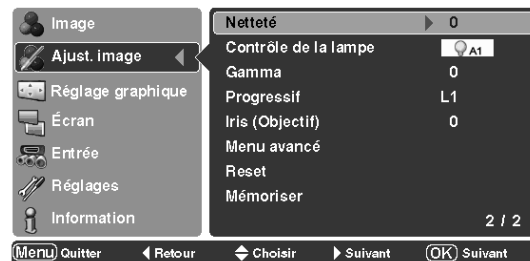 Image
Ajust. image
Réglage graphique
Écran
Entrée
Réglages
Information
Netteté 0
Contrôle de la lampe A1
Gamma 0
Progressif L1
Iris (Objectif) 0
Menu avancé
Reset
Mémoriser
2 / 2
Menu Quitter Retour Choisir Suivant OK Suivant